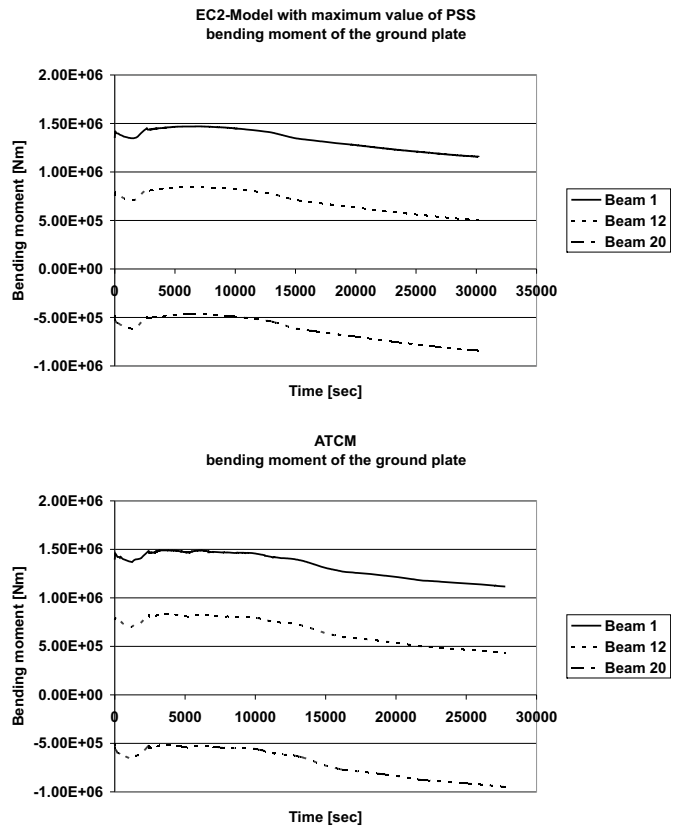 EC2-Model with maximum value of PSS
bending moment of the ground plate
2.00E+06
1.50E+06
1.00E+06
5.00E+05
0.00E+00
-5.00E+05
-1.00E+06
Bending moment [Nm]
0 5000 10000 15000 20000 25000 30000 35000
Time [sec]
Beam 1
Beam 12
Beam 20
ATCM
bending moment of the ground plate
2.00E+06
1.50E+06
1.00E+06
5.00E+05
0.00E+00
-5.00E+05
-1.00E+06
Bending moment [Nm]
0 5000 10000 15000 20000 25000 30000
Time [sec]
Beam 1
Beam 12
Beam 20